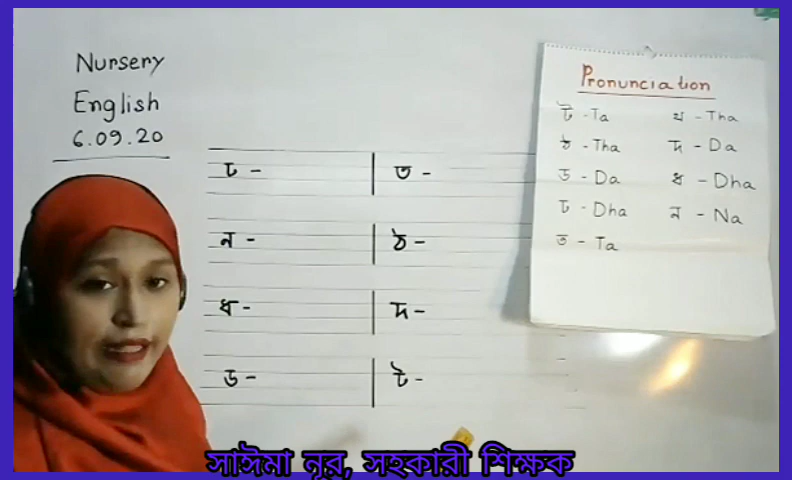 Nursery
English
6.09.20
ঢ -
ত -
ন -
ঠ -
ধ -
দ -
ড -
ট -
Pronunciation
ট - Ta
থ - Tha
ঠ - Tha
দ - Da
ড - Da
ধ - Dha
ঢ - Dha
ন - Na
ত - Ta
সাঈমা নূর, সহকারী শিক্ষক